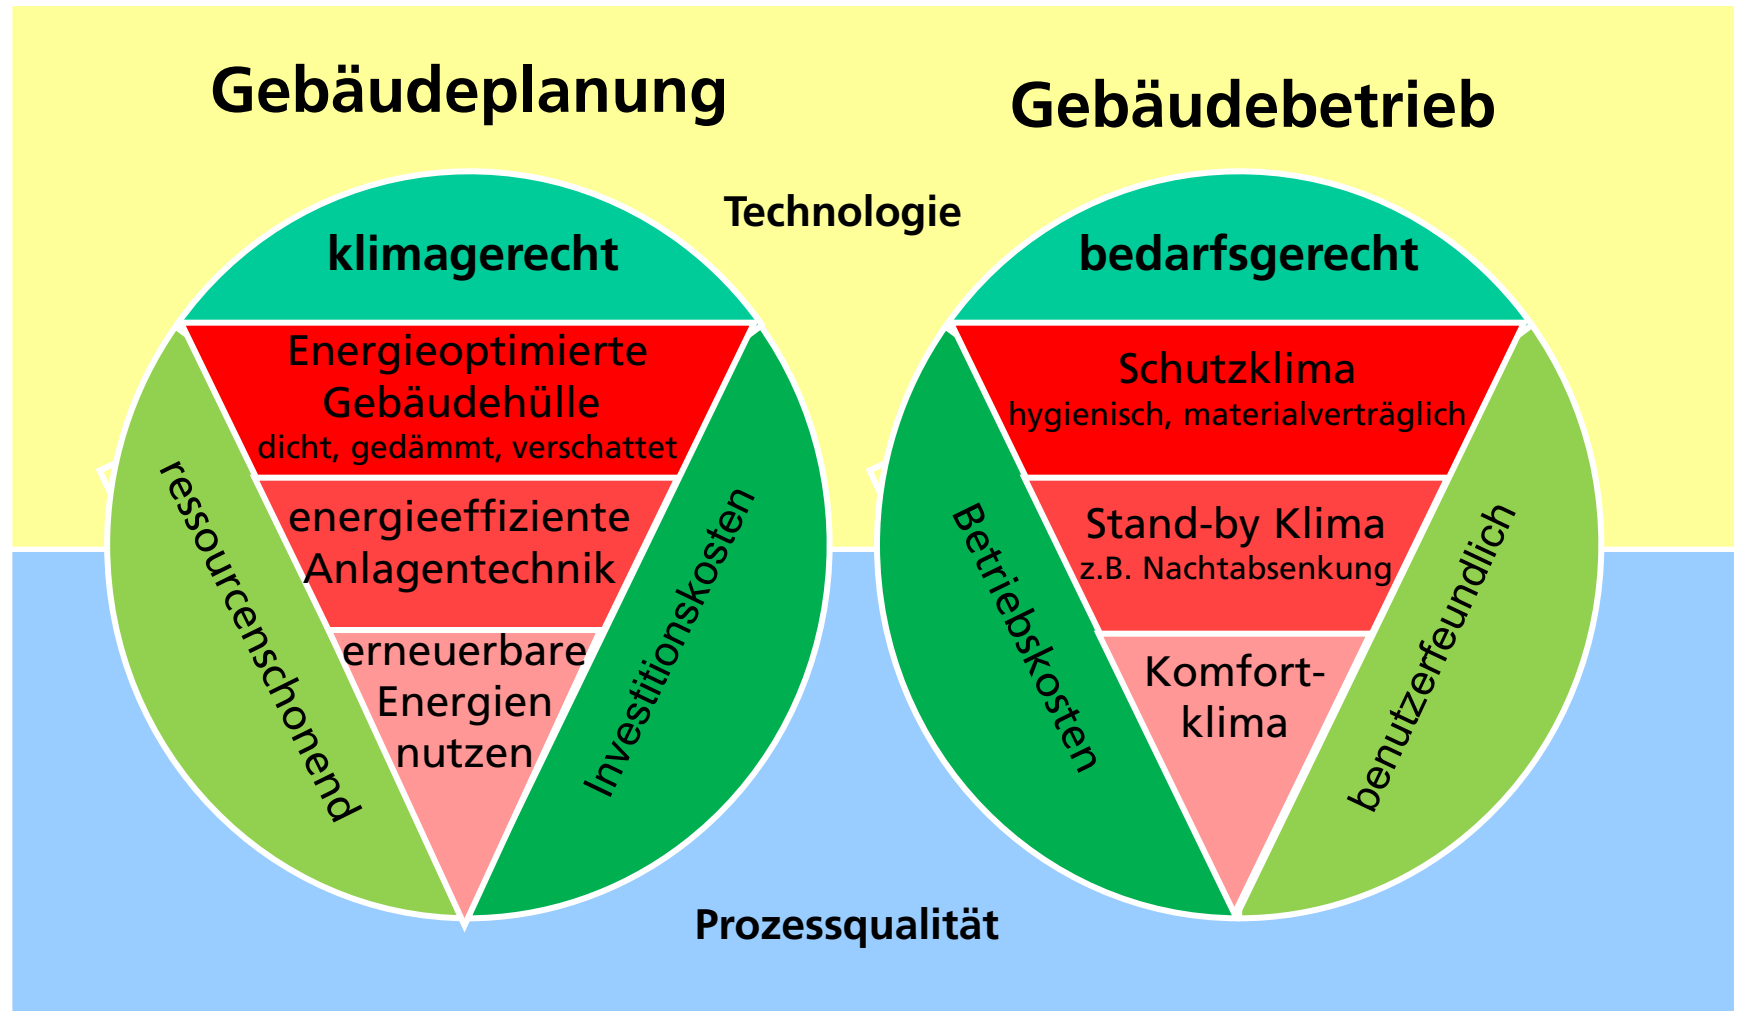 Gebäudeplanung
Gebäudebetrieb
Technologie
klimagerecht
Energieoptimierte
Gebäudehülle
dicht, gedämmt, verschattet
energieeffiziente
Anlagentechnik
erneuerbare
Energien
nutzen
ressourcenschonend
Investitionskosten
bedarfsgerecht
Schutzklima
hygienisch, materialverträglich
Stand-by Klima
z.B. Nachtabsenkung
Komfort-
klima
Betriebskosten
benutzerfeundlich
Prozessqualität